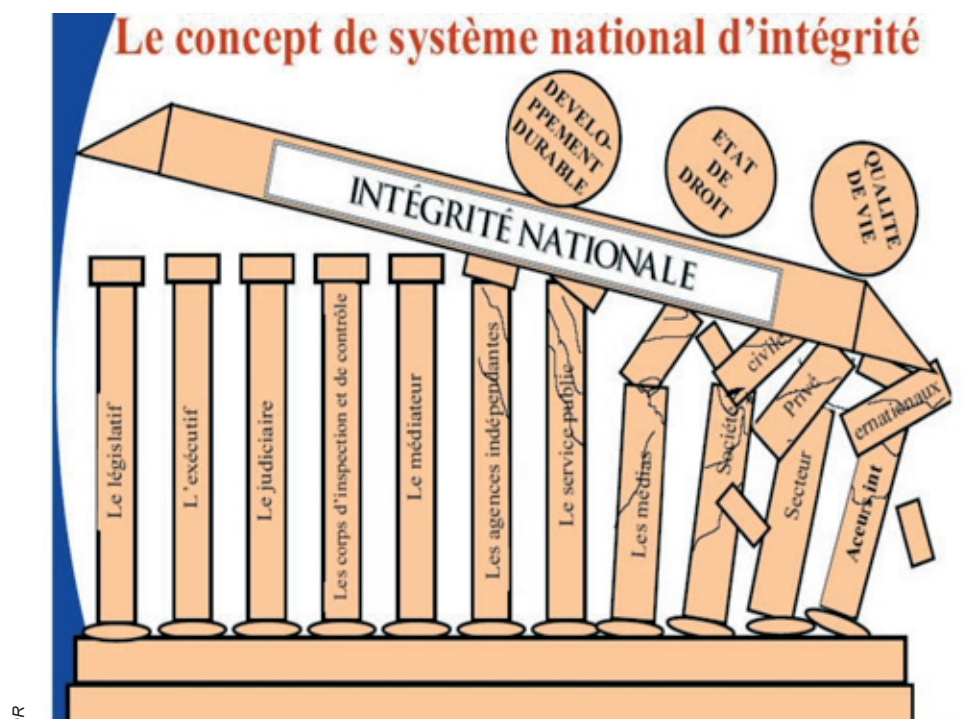 Le concept de système national d'intégrité
DEVELO-
PPEMENT
DURABLE
ETAT
DE
DROIT
QUALITE
DE VIE
INTÉGRITÉ NATIONALE
Le législatif
L'exécutif
Le judiciaire
Les corps d'inspection et de contrôle
Le médiateur
Les agences indépendantes
Le service publie
Les médias
Société
civile
Secteur
Privé
Aceurs int
ernationaux
R